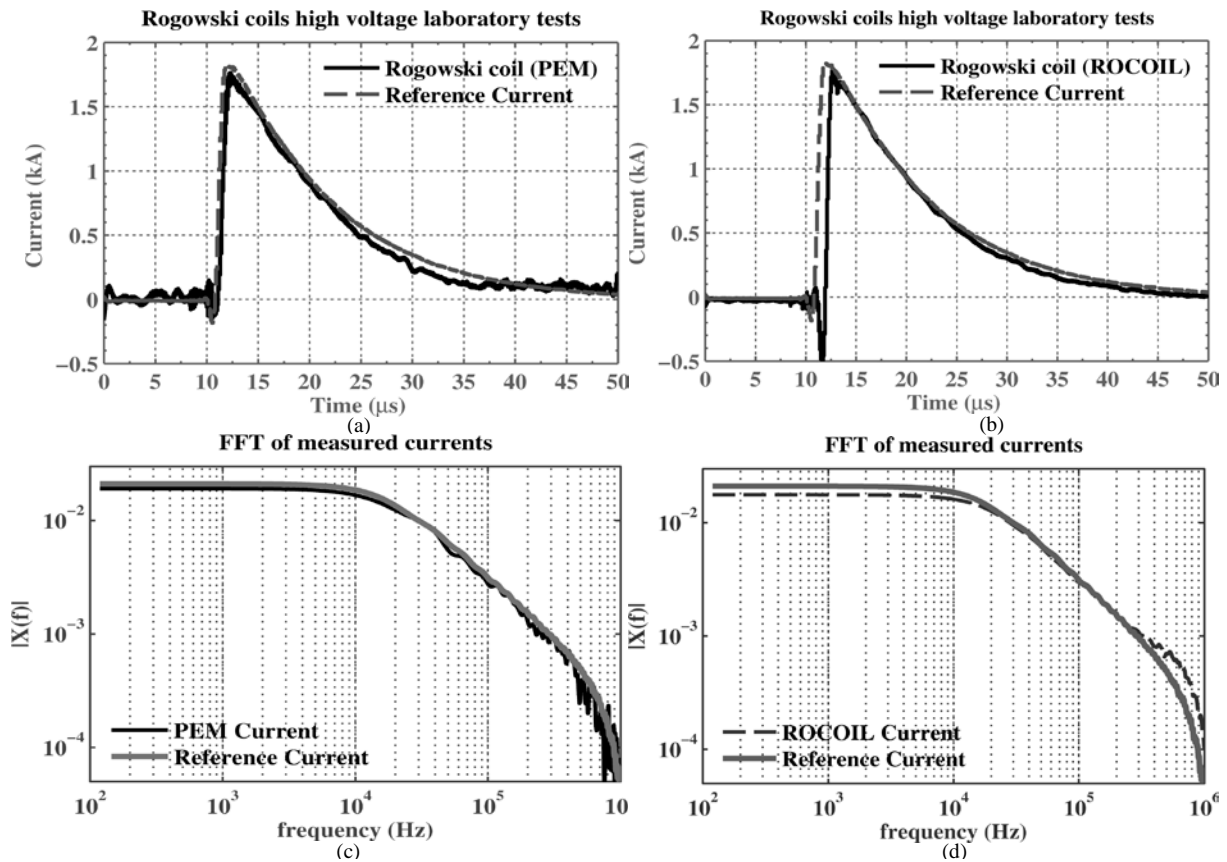 Rogowski coils high voltage laboratory tests
2
1.5
1
0.5
0
−0.5
Current (kA)
Rogowski coil (PEM)
Reference Current
0 5 10 15 20 25 30 35 40 45 50
Time (µs)
(a)
Rogowski coils high voltage laboratory tests
2
1.5
1
0.5
0
−0.5
Current (kA)
Rogowski coil (ROCOIL)
Reference Current
0 5 10 15 20 25 30 35 40 45 50
Time (µs)
(b)
FFT of measured currents
10⁻²
10⁻³
10⁻⁴
|X(f)|
PEM Current
Reference Current
10² 10³ 10⁴ 10⁵ 10
frequency (Hz)
(c)
FFT of measured currents
10⁻²
10⁻³
10⁻⁴
|X(f)|
ROCOIL Current
Reference Current
10² 10³ 10⁴ 10⁵ 10⁶
frequency (Hz)
(d)